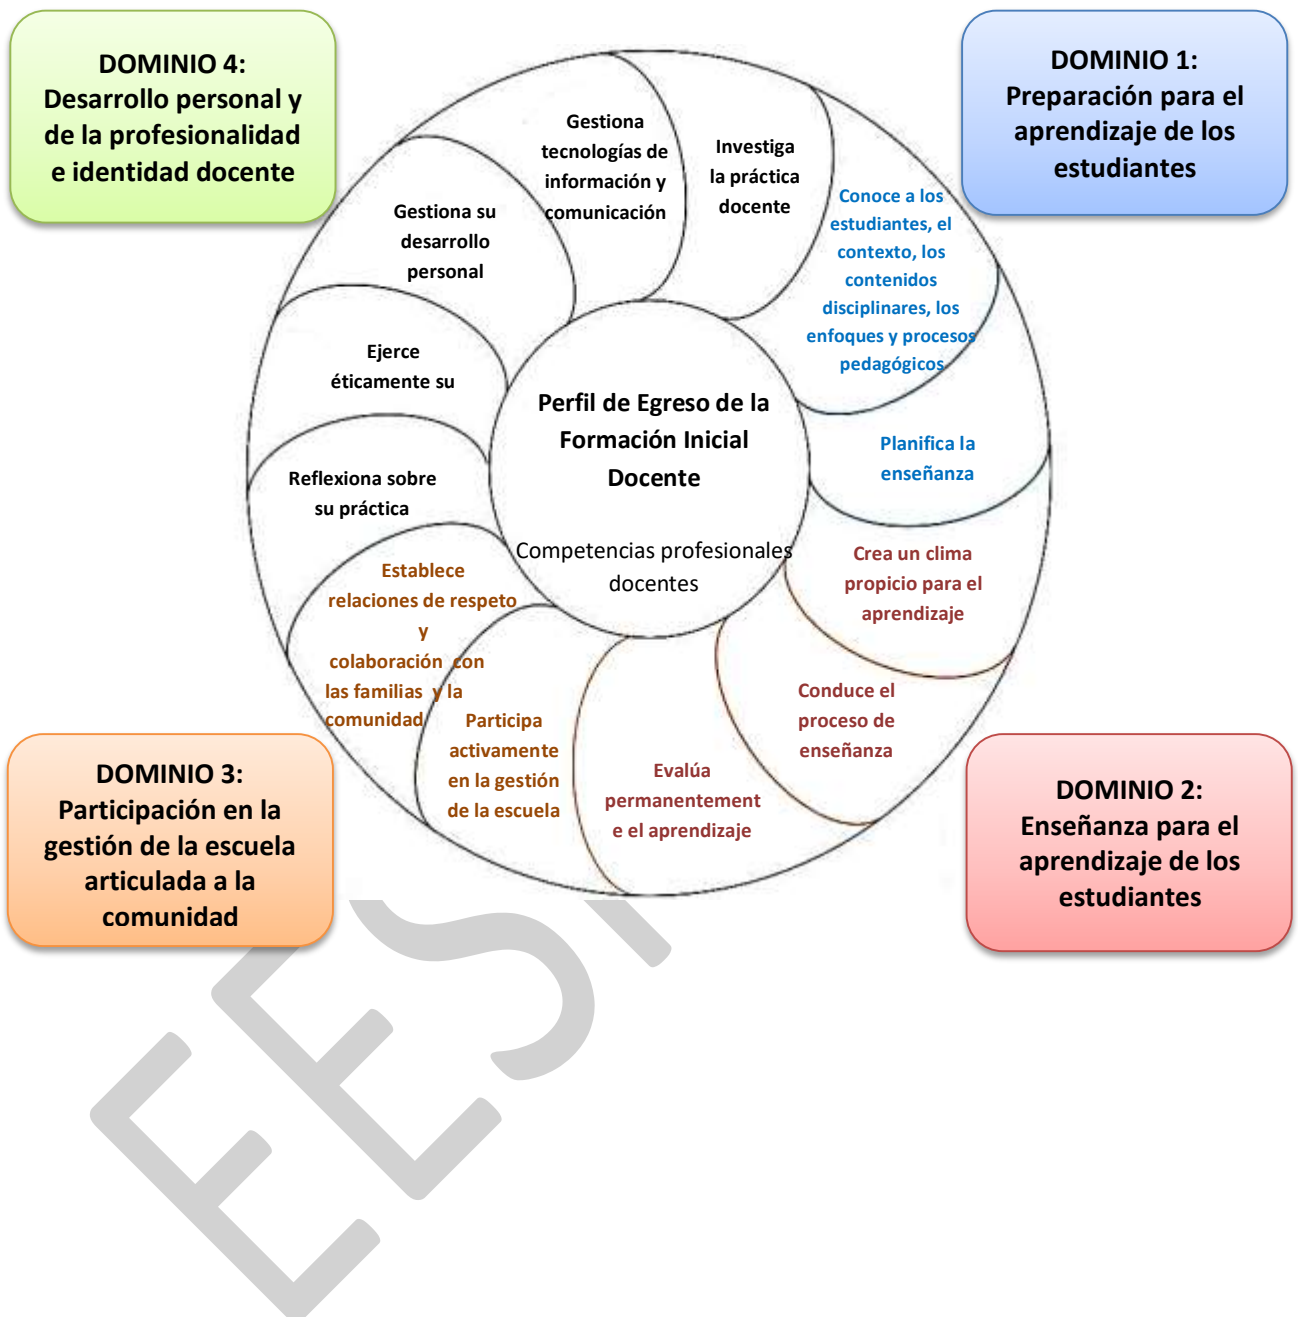 DOMINIO 4:
Desarrollo personal y
de la profesionalidad
e identidad docente
DOMINIO 1:
Preparación para el
aprendizaje de los
estudiantes
Gestiona
tecnologías de
información y
comunicación
Investiga
la práctica
docente
Conoce a los
estudiantes, el
contexto, los
contenidos
disciplinares, los
enfoques y procesos
pedagógicos
Gestiona su
desarrollo
personal
Ejerce
éticamente su
Reflexiona sobre
su práctica
Perfil de Egreso de la
Formación Inicial
Docente
Competencias profesionales
docentes
Planifica la
enseñanza
Crea un clima
propicio para el
aprendizaje
Establece
relaciones de respeto
y
colaboración con
las familias y la
comunidad
Participa
activamente
en la gestión
de la escuela
Evalúa
permanentement
e el aprendizaje
Conduce el
proceso de
enseñanza
DOMINIO 3:
Participación en la
gestión de la escuela
articulada a la
comunidad
DOMINIO 2:
Enseñanza para el
aprendizaje de los
estudiantes
EES